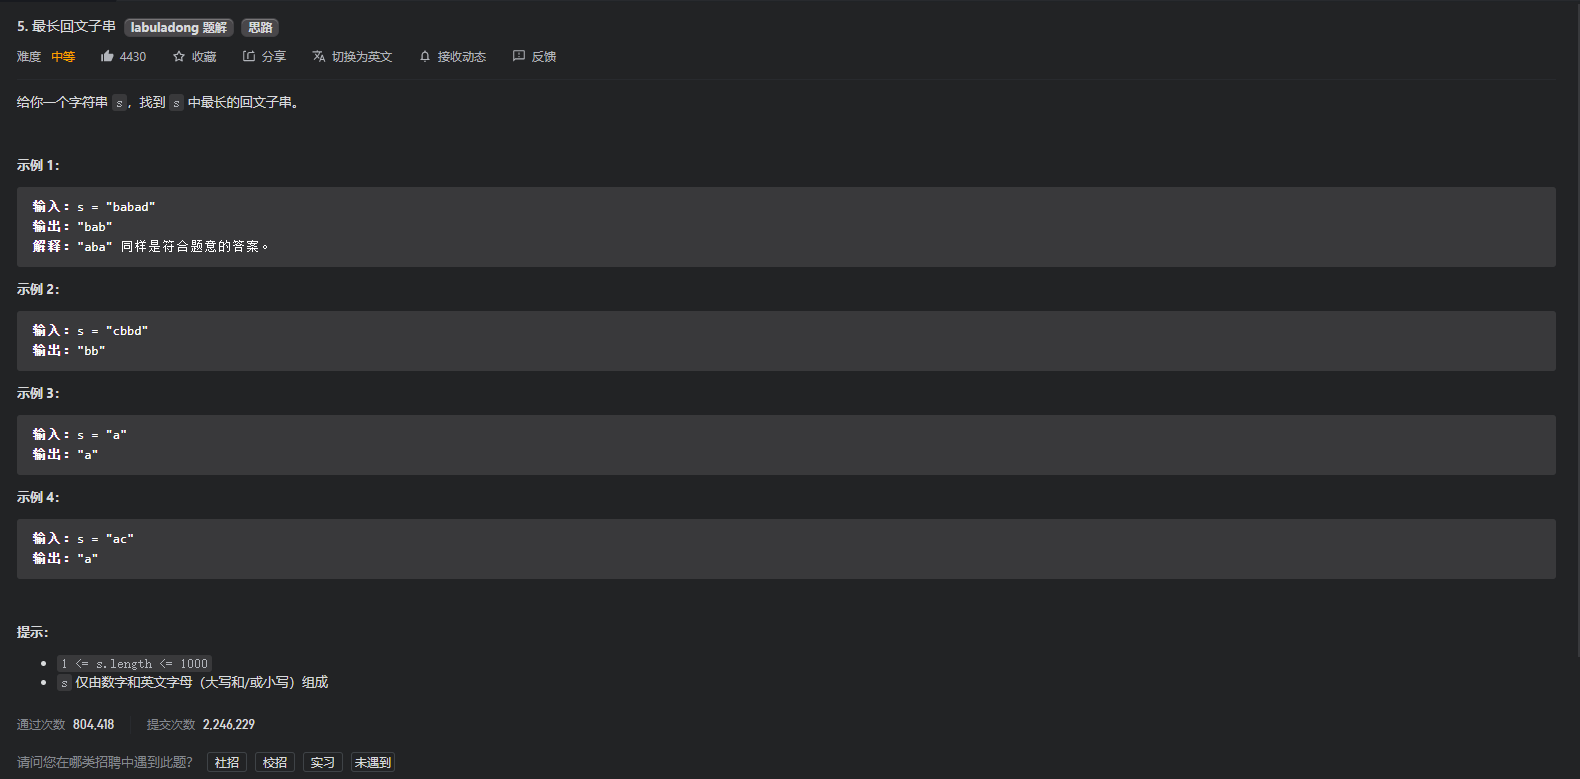 5. 最长回文子串 labuladong 题解 思路
难度 中等 4430 收藏 分享 切换为英文 接收动态 反馈
给你一个字符串 s，找到 s 中最长的回文子串。
示例 1：
输入：s = "babad"
输出："bab"
解释："aba" 同样是符合题意的答案。
示例 2：
输入：s = "cbbd"
输出："bb"
示例 3：
输入：s = "a"
输出："a"
示例 4：
输入：s = "ac"
输出："a"
提示：
1 <= s.length <= 1000
s 仅由数字和英文字母（大写和/或小写）组成
通过次数 804,418 提交次数 2,246,229
请问您在哪类招聘中遇到此题？ 社招 校招 实习 未遇到